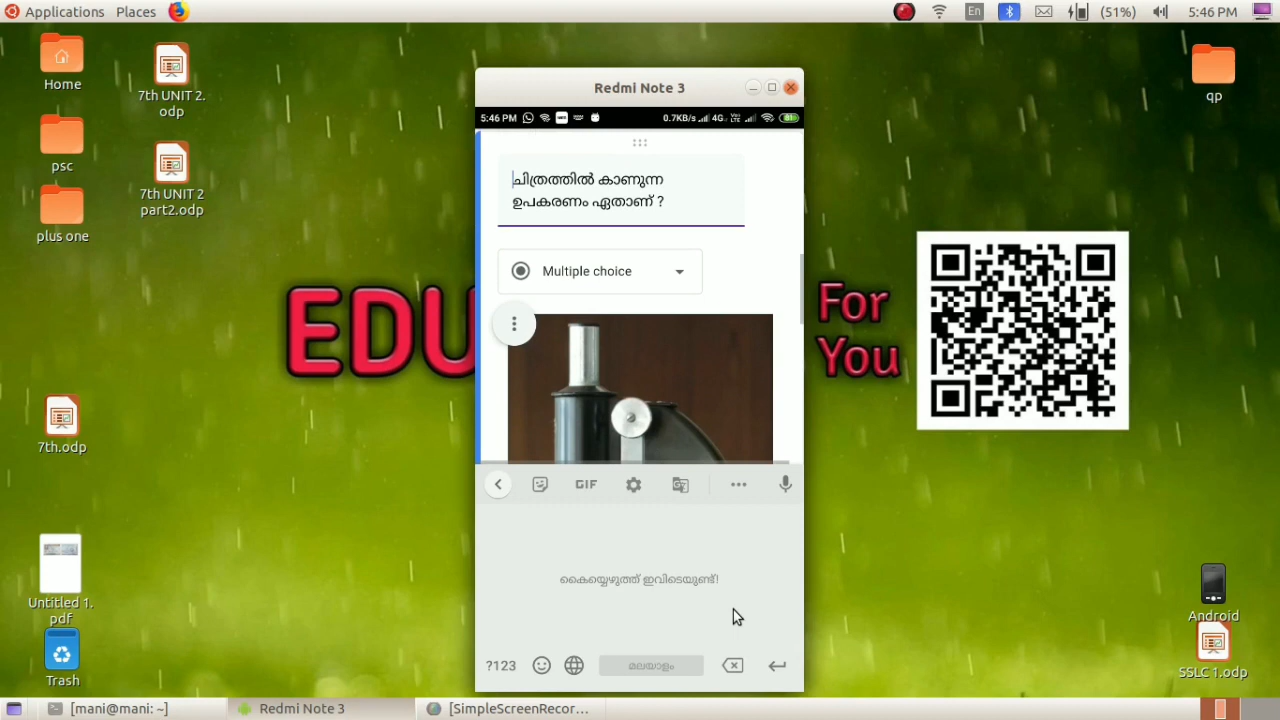 Applications Places
En
(51%)
5:46 PM
Home
7th UNIT 2.
odp
psc
7th UNIT 2
part2.odp
plus one
7th.odp
Untitled 1.
pdf
Trash
qp
Android
SSLC 1.odp
EDU
For
You
Redmi Note 3
5:46 PM
0.7KB/s
4G
81
ചിത്രത്തിൽ കാണുന്ന
ഉപകരണം ഏതാണ് ?
Multiple choice
GIF
കൈയ്യെഴുത്ത് ഇവിടെയുണ്ട്!
?123
മലയാളം
[mani@mani: ~]
Redmi Note 3
[SimpleScreenRecor...